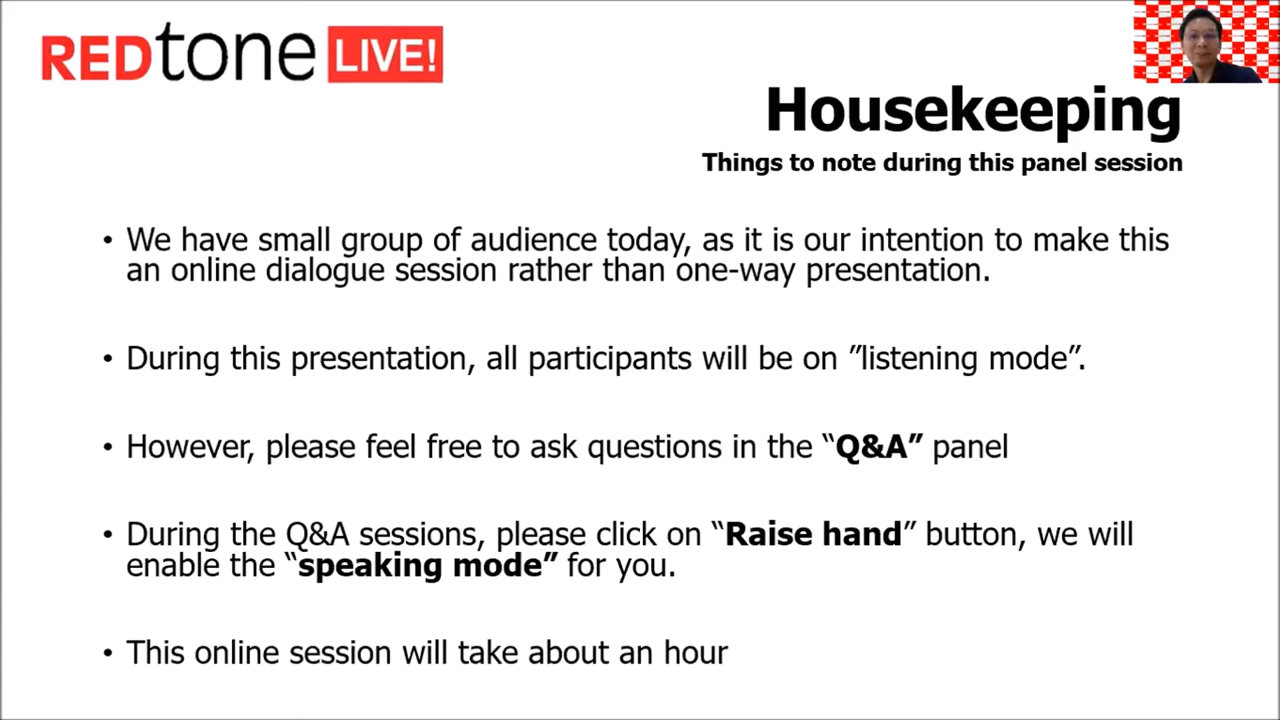 REDtone LIVE!
Housekeeping
Things to note during this panel session
• We have small group of audience today, as it is our intention to make this
an online dialogue session rather than one-way presentation.
• During this presentation, all participants will be on ”listening mode”.
• However, please feel free to ask questions in the “Q&A” panel
• During the Q&A sessions, please click on “Raise hand” button, we will
enable the “speaking mode” for you.
• This online session will take about an hour